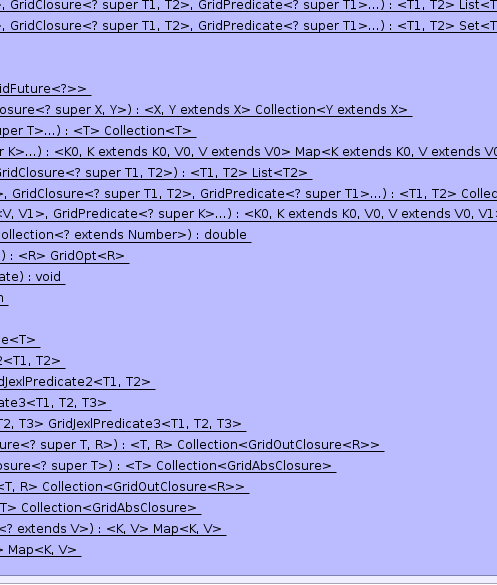 , GridClosure<? super T1, T2>, GridPredicate<? super T1>...) : <T1, T2> List<T
, GridClosure<? super T1, T2>, GridPredicate<? super T1>...) : <T1, T2> Set<T
idFuture<?>>
osure<? super X, Y>) : <X, Y extends X> Collection<Y extends X>
uper T>...) : <T> Collection<T>
r K>...) : <K0, K extends K0, V0, V extends V0> Map<K extends K0, V extends V0
GridClosure<? super T1, T2>) : <T1, T2> List<T2>
>, GridClosure<? super T1, T2>, GridPredicate<? super T1>...) : <T1, T2> Collec
<V, V1>, GridPredicate<? super K>...) : <K0, K extends K0, V0, V extends V0, V1>
ollection<? extends Number>) : double
) : <R> GridOpt<R>
ate) : void
n
e<T>
2<T1, T2>
dJexlPredicate2<T1, T2>
ate3<T1, T2, T3>
T2, T3> GridJexlPredicate3<T1, T2, T3>
ure<? super T, R>) : <T, R> Collection<GridOutClosure<R>>
osure<? super T>) : <T> Collection<GridAbsClosure>
<T, R> Collection<GridOutClosure<R>>
T> Collection<GridAbsClosure>
<? extends V>) : <K, V> Map<K, V>
> Map<K, V>